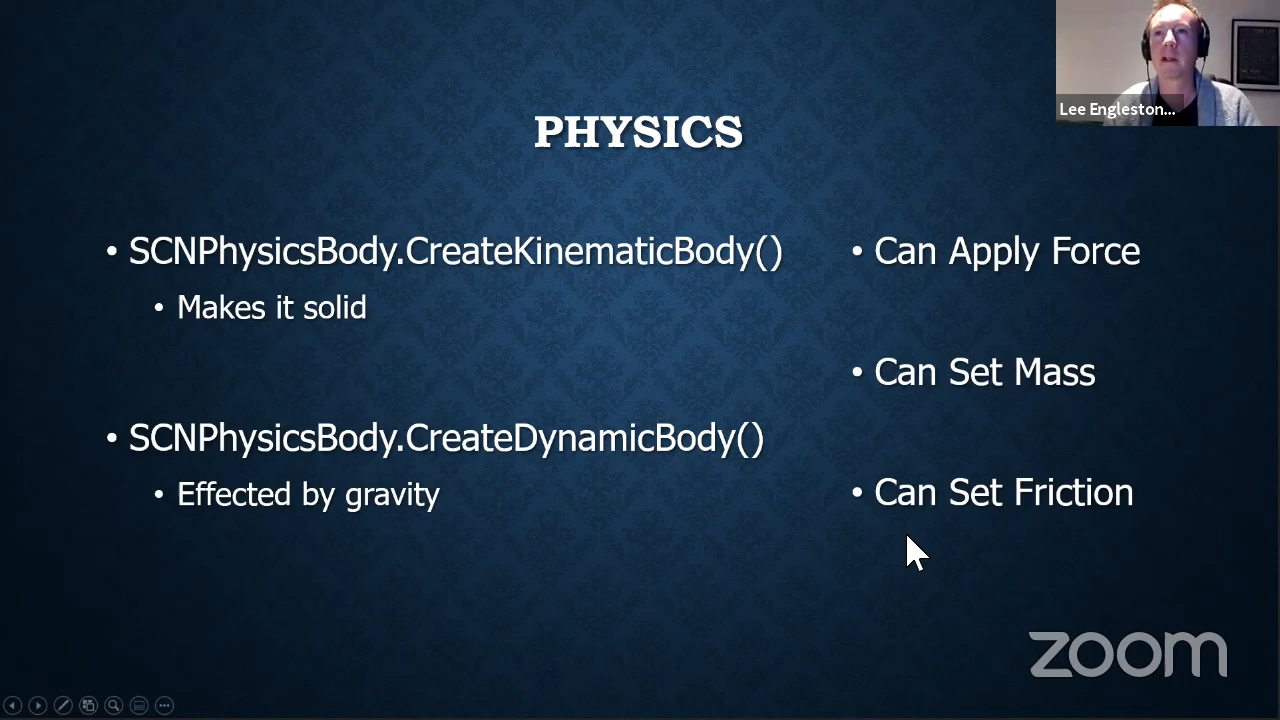 Lee Engleston...
PHYSICS
• SCNPhysicsBody.CreateKinematicBody()
• Makes it solid
• SCNPhysicsBody.CreateDynamicBody()
• Effected by gravity
• Can Apply Force
• Can Set Mass
• Can Set Friction
zoom